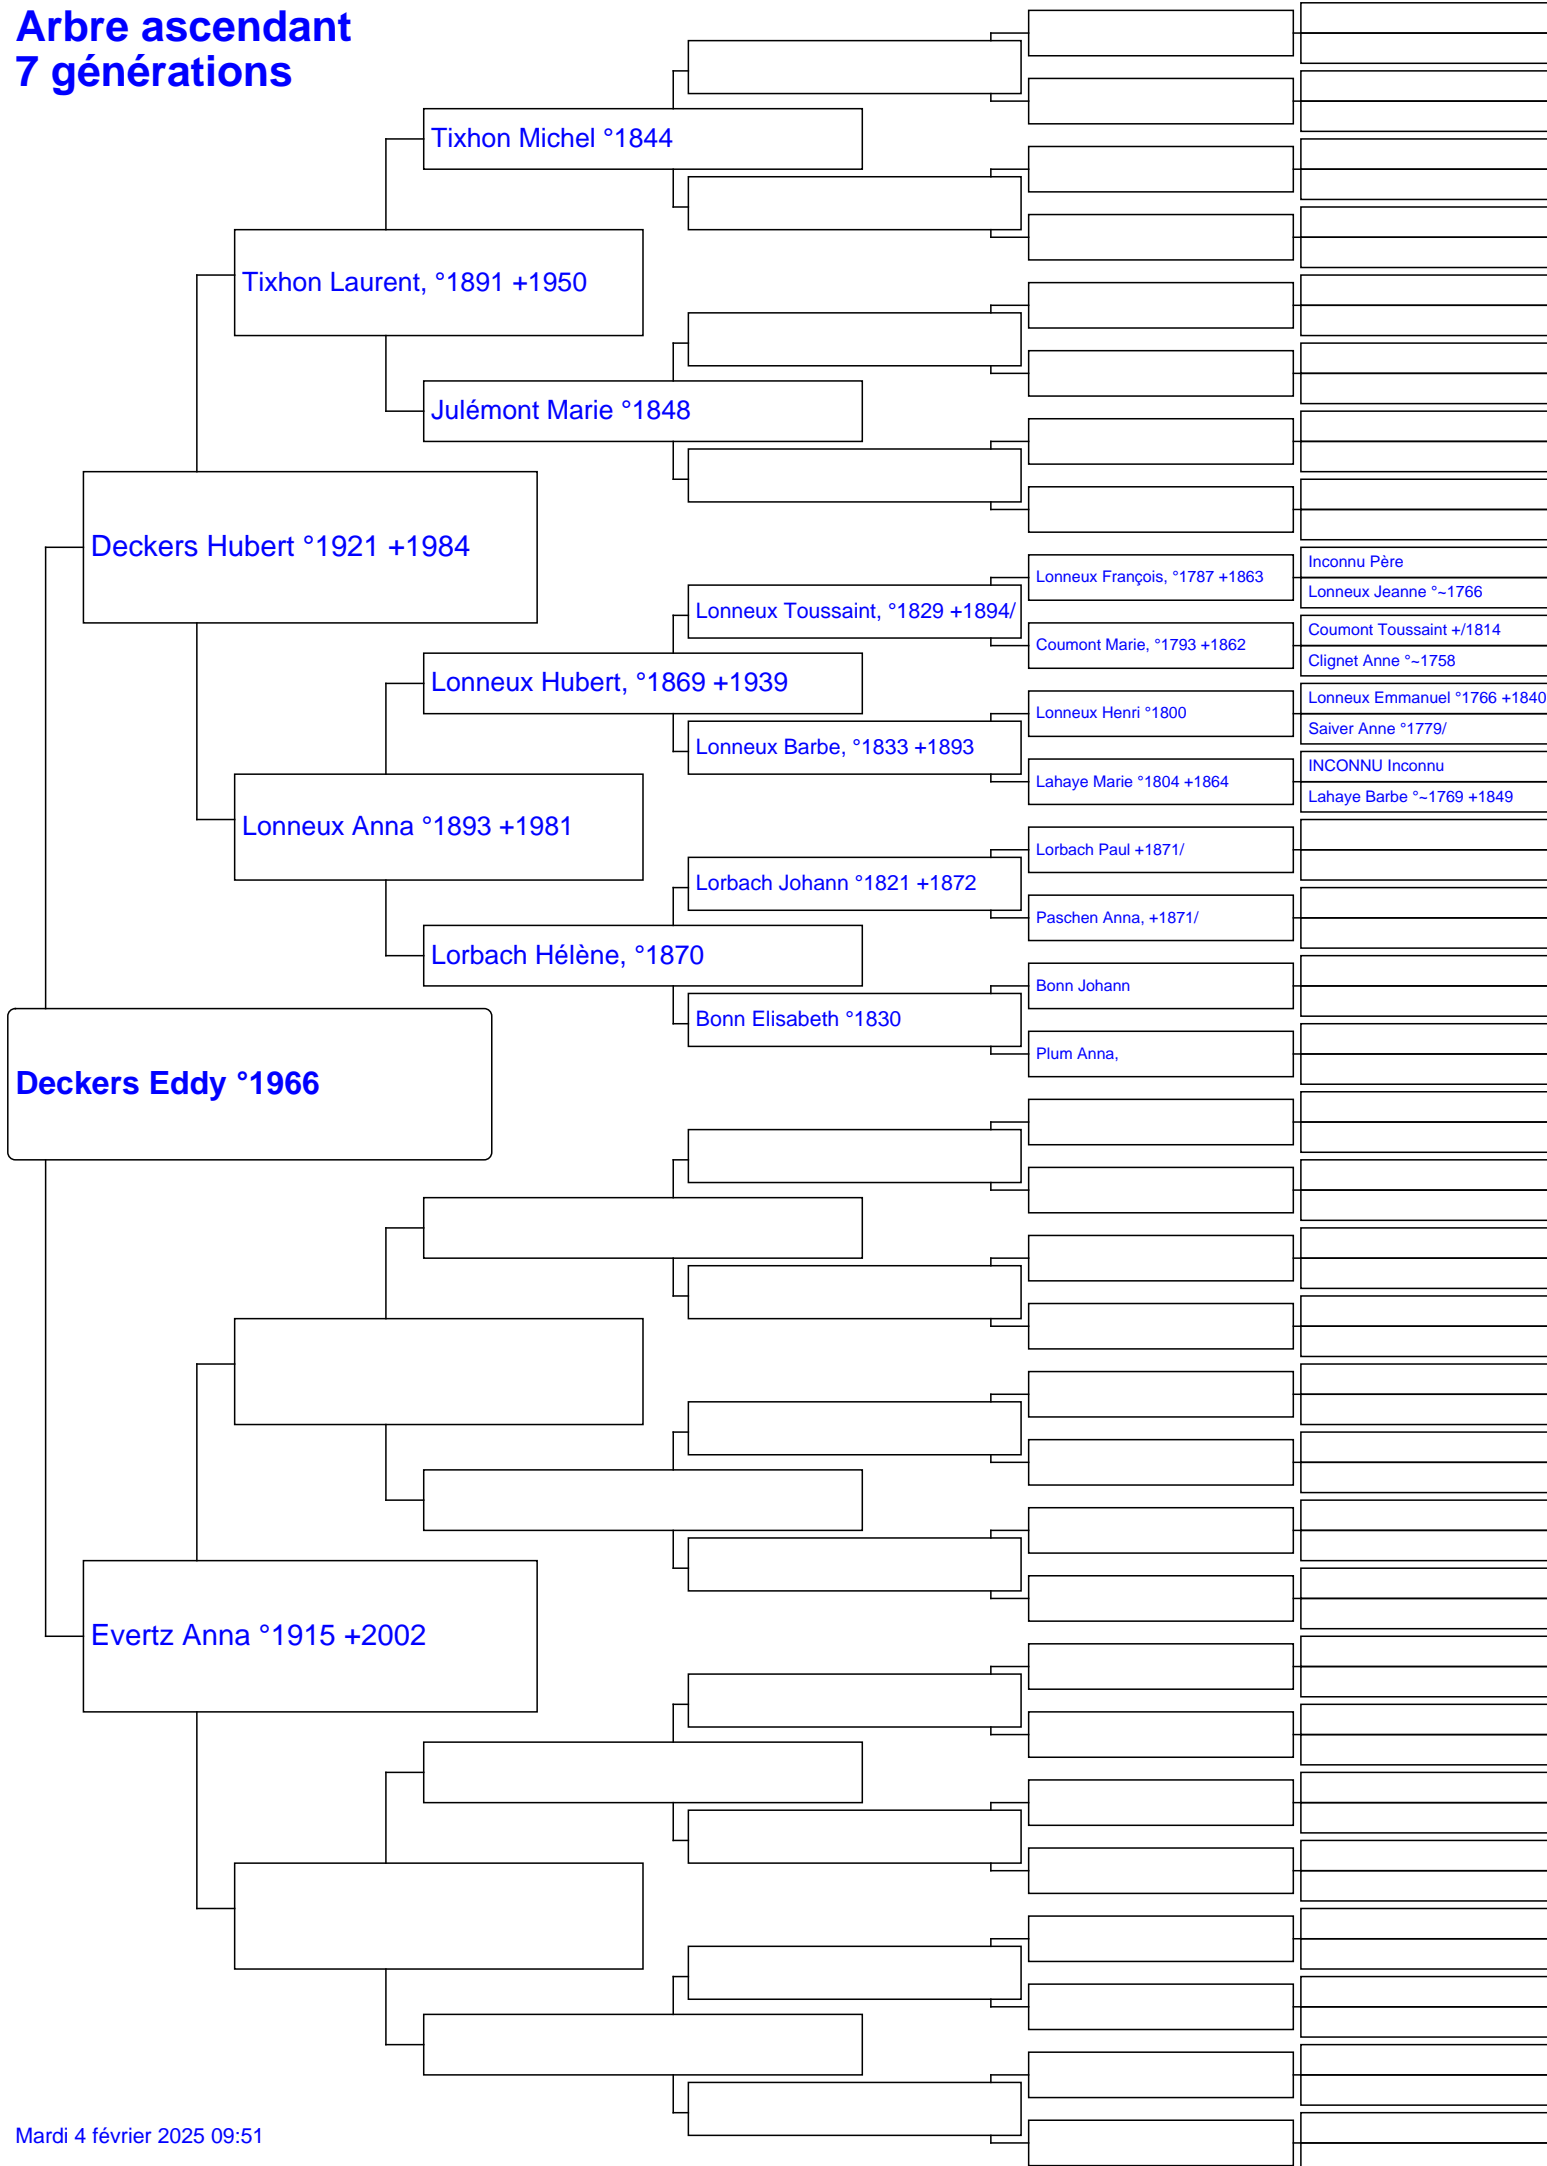 Arbre ascendant
7 générations
Tixhon Michel °1844
Tixhon Laurent, °1891 +1950
Julémont Marie °1848
Deckers Hubert °1921 +1984
Lonneux François, °1787 +1863
Inconnu Père
Lonneux Jeanne °~1766
Lonneux Toussaint, °1829 +1894/
Coumont Marie, °1793 +1862
Coumont Toussaint +/1814
Clignet Anne °~1758
Lonneux Hubert, °1869 +1939
Lonneux Henri °1800
Lonneux Emmanuel °1766 +1840
Saiver Anne °1779/
Lonneux Barbe, °1833 +1893
Lahaye Marie °1804 +1864
INCONNU Inconnu
Lahaye Barbe °~1769 +1849
Lonneux Anna °1893 +1981
Lorbach Paul +1871/
Lorbach Johann °1821 +1872
Paschen Anna, +1871/
Lorbach Hélène, °1870
Bonn Johann
Bonn Elisabeth °1830
Plum Anna,
Deckers Eddy °1966
Evertz Anna °1915 +2002
Mardi 4 février 2025 09:51